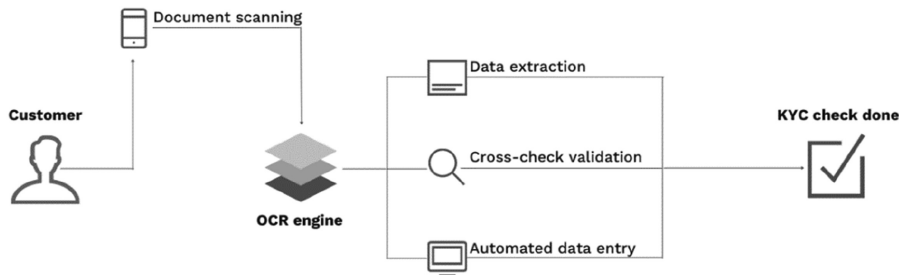 Document scanning
Data extraction
Customer
KYC check done
Cross-check validation
OCR engine
Automated data entry